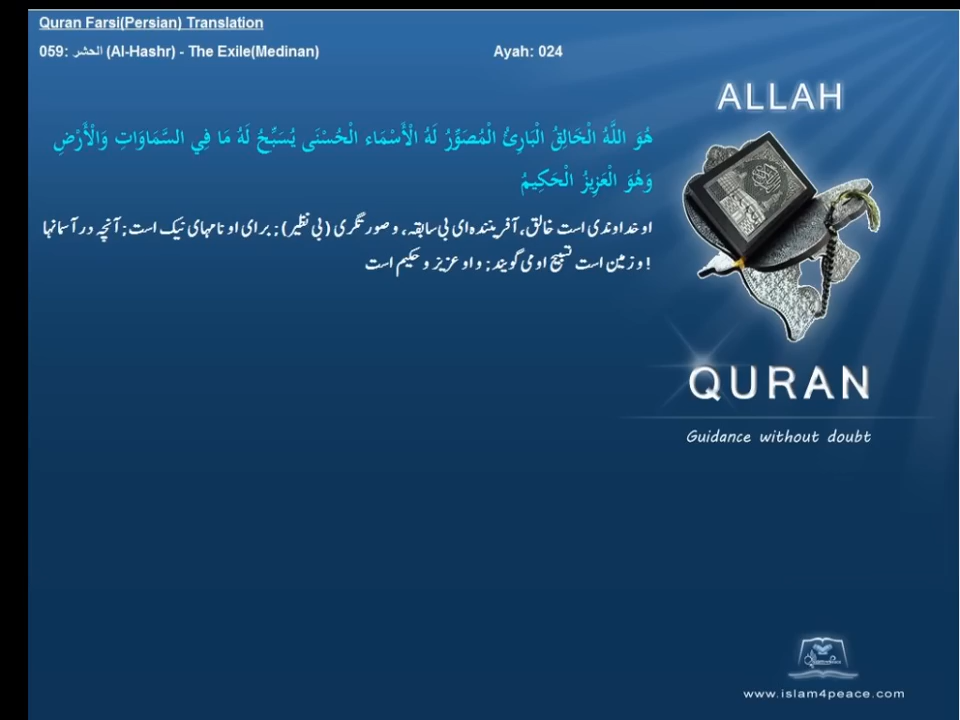 Quran Farsi(Persian) Translation
059: الحشر (Al-Hashr) - The Exile(Medinan) Ayah: 024
ALLAH
هُوَ اللَّهُ الْخَالِقُ الْبَارِئُ الْمُصَوِّرُ لَهُ الْأَسْمَاء الْحُسْنَى يُسَبِّحُ لَهُ مَا فِي السَّمَاوَاتِ وَالْأَرْضِ
وَهُوَ الْعَزِيزُ الْحَكِيمُ
او خداوندی است خالق، آفریننده‌ای بی‌سابقه، و صورتگری (بی نظیر)؛ برای او نامهای نیک است؛ آنچه در آسمانها
و زمین است تسبیح او می‌گویند؛ و او عزیز و حکیم است!
QURAN
Guidance without doubt
www.islam4peace.com